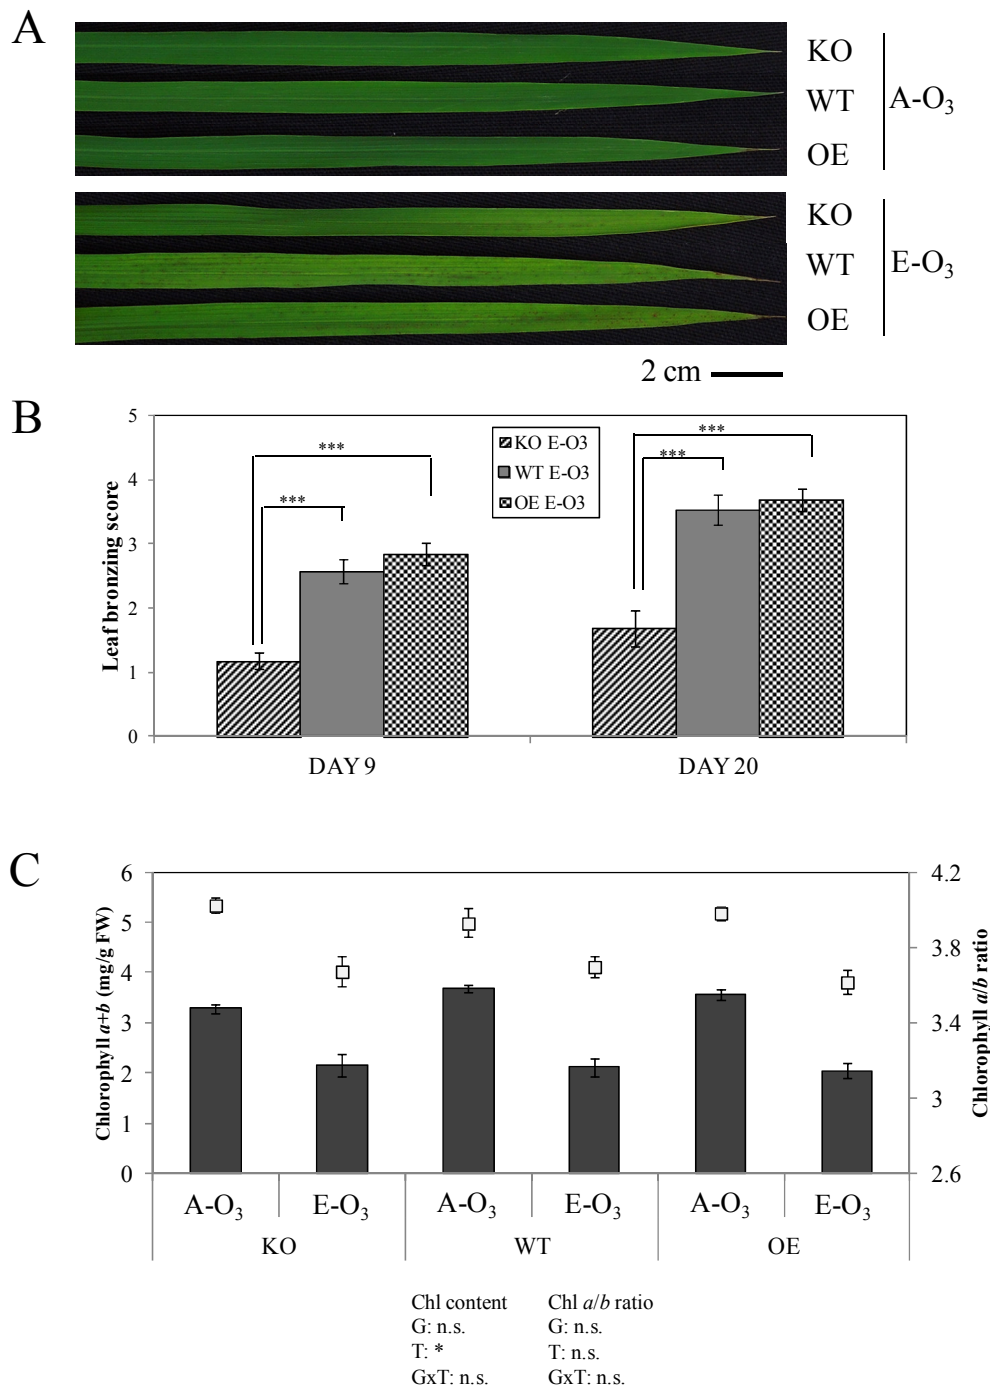 A
KO
WT
OE
A-O₃
KO
WT
OE
E-O₃
2 cm
B
Leaf bronzing score
5
4
3
2
1
0
KO E-O3
WT E-O3
OE E-O3
***
***
***
***
DAY 9
DAY 20
C
Chlorophyll a+b (mg/g FW)
6
5
4
3
2
1
0
4.2
3.8
3.4
3
2.6
Chlorophyll a/b ratio
A-O₃ E-O₃ A-O₃ E-O₃ A-O₃ E-O₃
KO WT OE
Chl content Chl a/b ratio
G: n.s. G: n.s.
T: * T: n.s.
GxT: n.s. GxT: n.s.